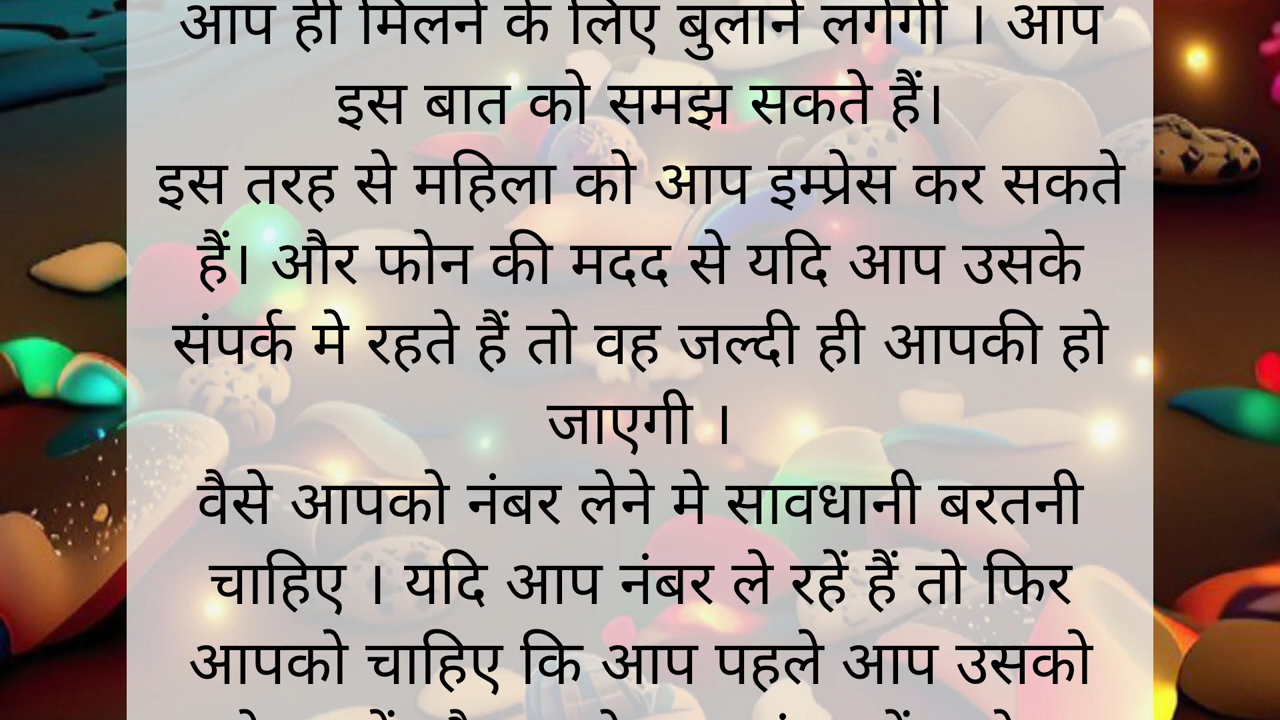 आप ही मिलने के लिए बुलाने लगेगी । आप
इस बात को समझ सकते हैं।
इस तरह से महिला को आप इम्प्रेस कर सकते
हैं। और फोन की मदद से यदि आप उसके
संपर्क मे रहते हैं तो वह जल्दी ही आपकी हो
जाएगी ।
वैसे आपको नंबर लेने मे सावधानी बरतनी
चाहिए । यदि आप नंबर ले रहें हैं तो फिर
आपको चाहिए कि आप पहले आप उसको